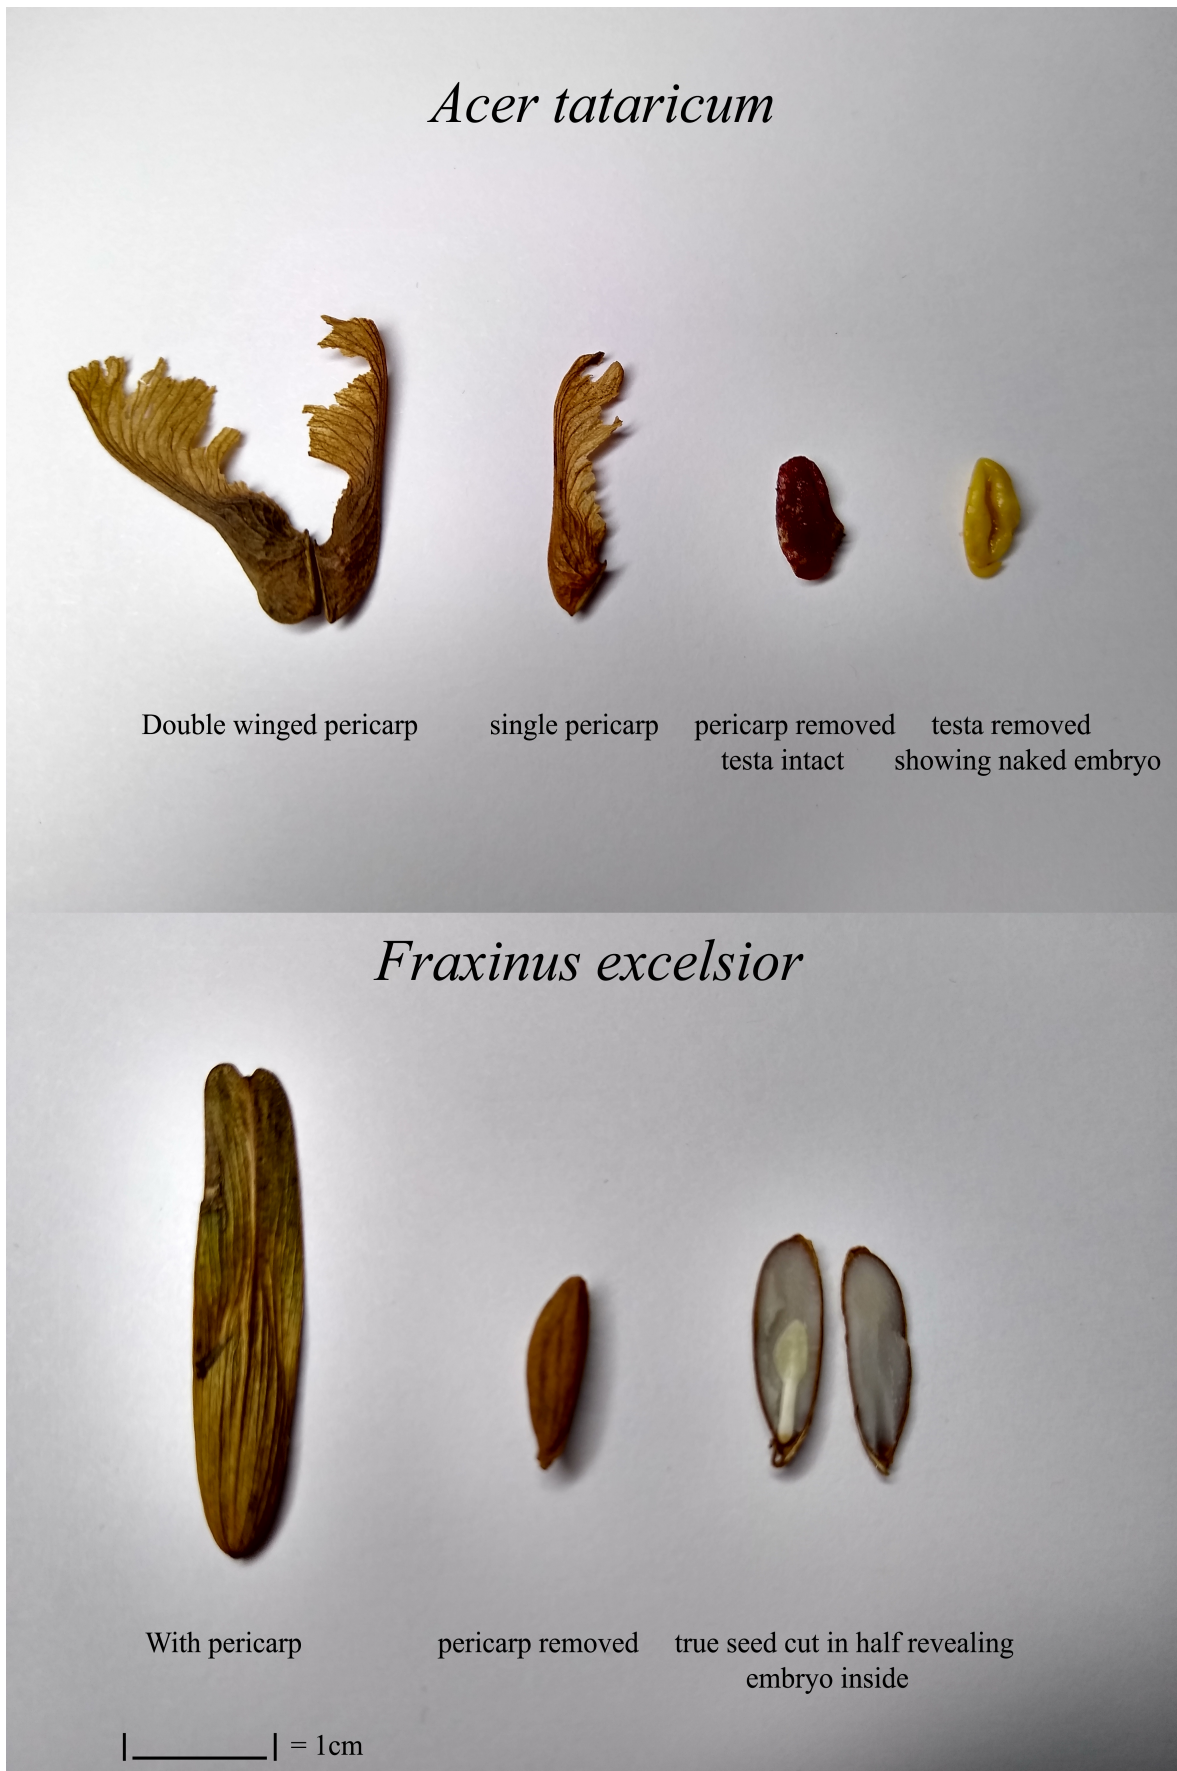 Acer tataricum
Double winged pericarp
single pericarp
pericarp removed
testa intact
testa removed
showing naked embryo
Fraxinus excelsior
With pericarp
pericarp removed
true seed cut in half revealing
embryo inside
= 1cm